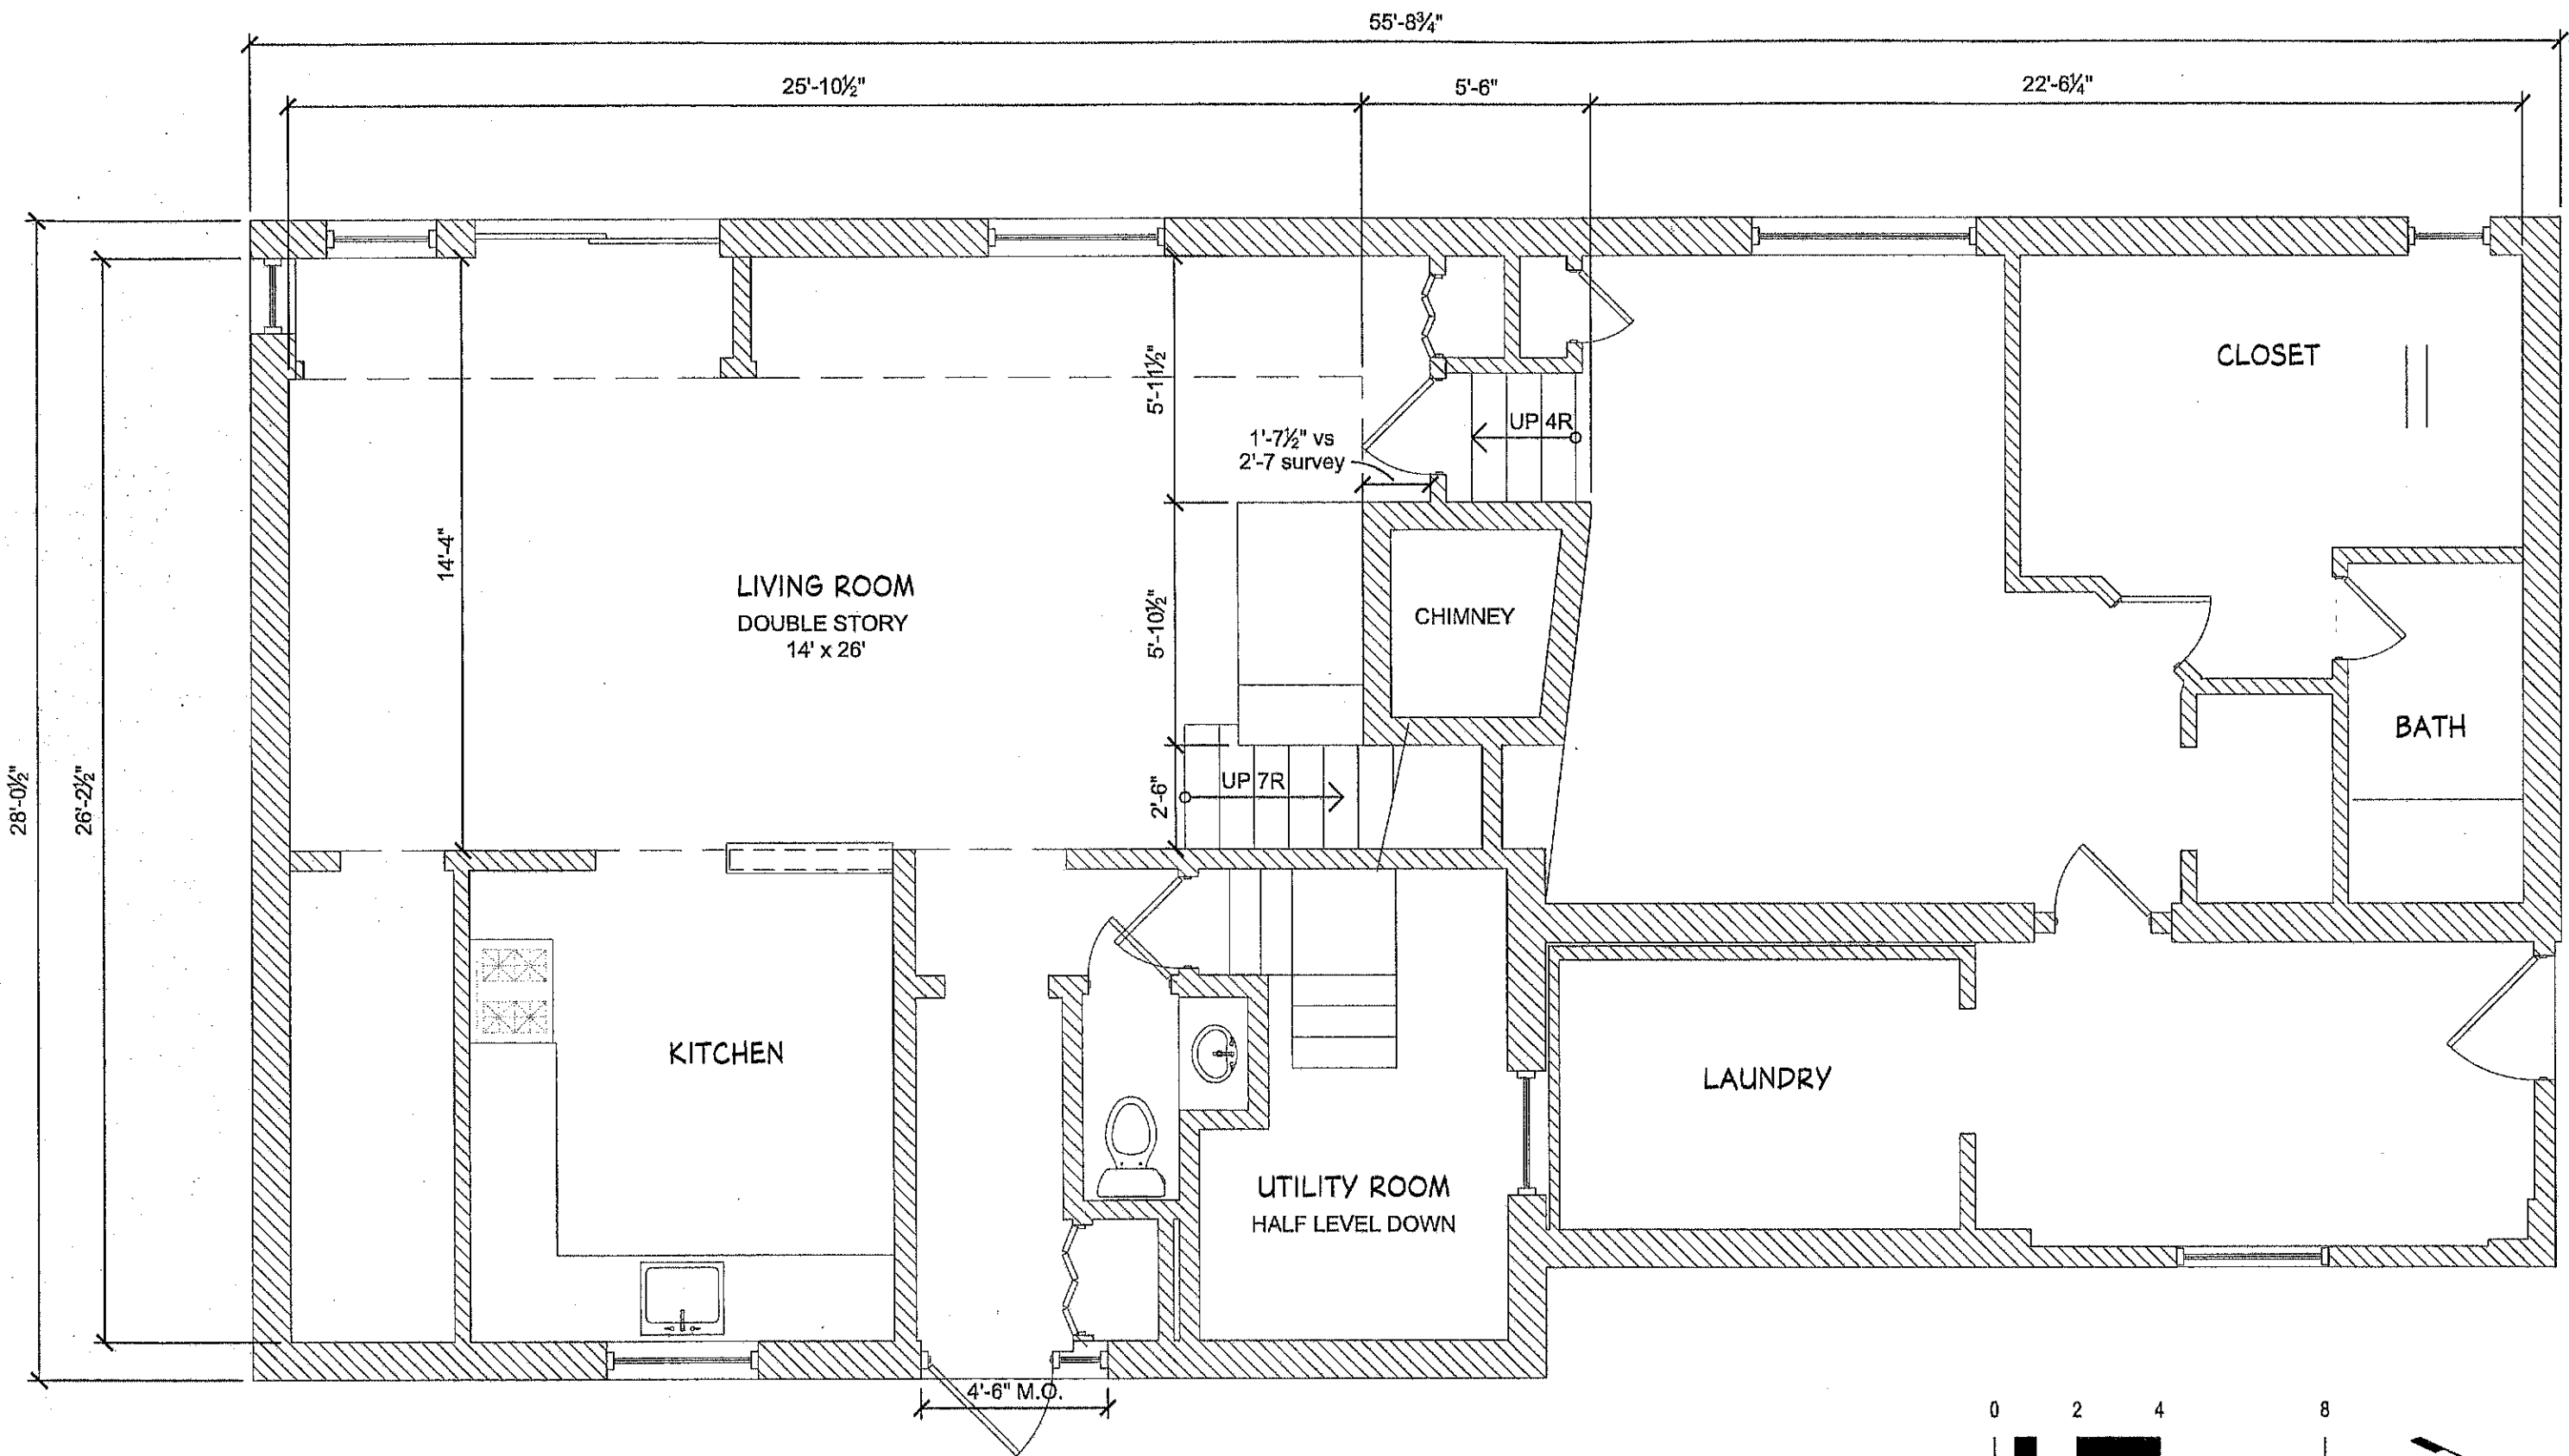 55'-8¾"
25'-10½"
5'-6"
22'-6¼"
5'-11½"
CLOSET
UP 4R
1'-7½" vs
2'-7 survey
14'-4"
LIVING ROOM
DOUBLE STORY
14' x 26'
5'-10½"
CHIMNEY
BATH
28'-0½"
26'-2½"
2'-6"
UP 7R
KITCHEN
LAUNDRY
UTILITY ROOM
HALF LEVEL DOWN
4'-6" M.O.
0 2 4 8